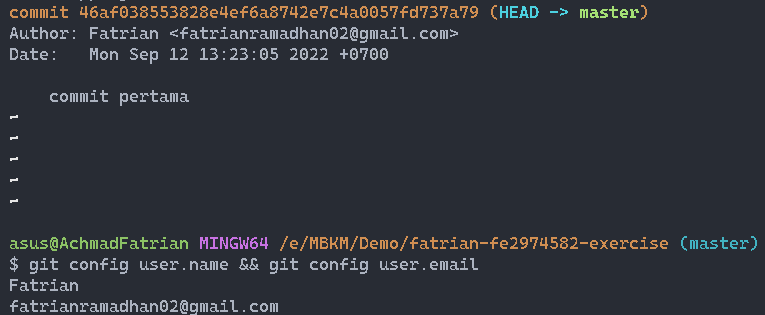 commit 46af038553828e4ef6a8742e7c4a0057fd737a79 (HEAD -> master)
Author: Fatrian <fatrianramadhan02@gmail.com>
Date:   Mon Sep 12 13:23:05 2022 +0700

    commit pertama
~
~
~
~
~

asus@AchmadFatrian MINGW64 /e/MBKM/Demo/fatrian-fe2974582-exercise (master)
$ git config user.name && git config user.email
Fatrian
fatrianramadhan02@gmail.com